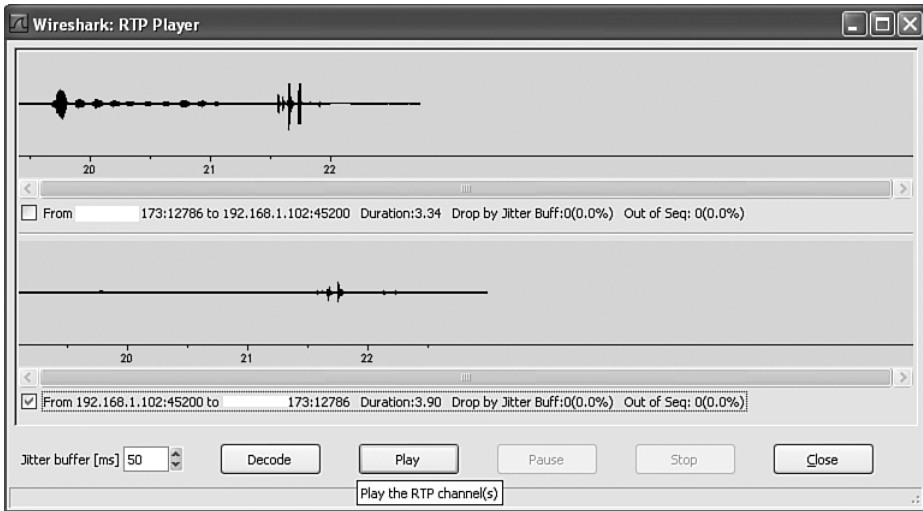 Wireshark: RTP Player
20 21 22
From 173:12786 to 192.168.1.102:45200 Duration:3.34 Drop by Jitter Buff:0(0.0%) Out of Seq: 0(0.0%)
20 21 22
From 192.168.1.102:45200 to 173:12786 Duration:3.90 Drop by Jitter Buff:0(0.0%) Out of Seq: 0(0.0%)
Jitter buffer [ms] 50 Decode Play Pause Stop Close
Play the RTP channel(s)